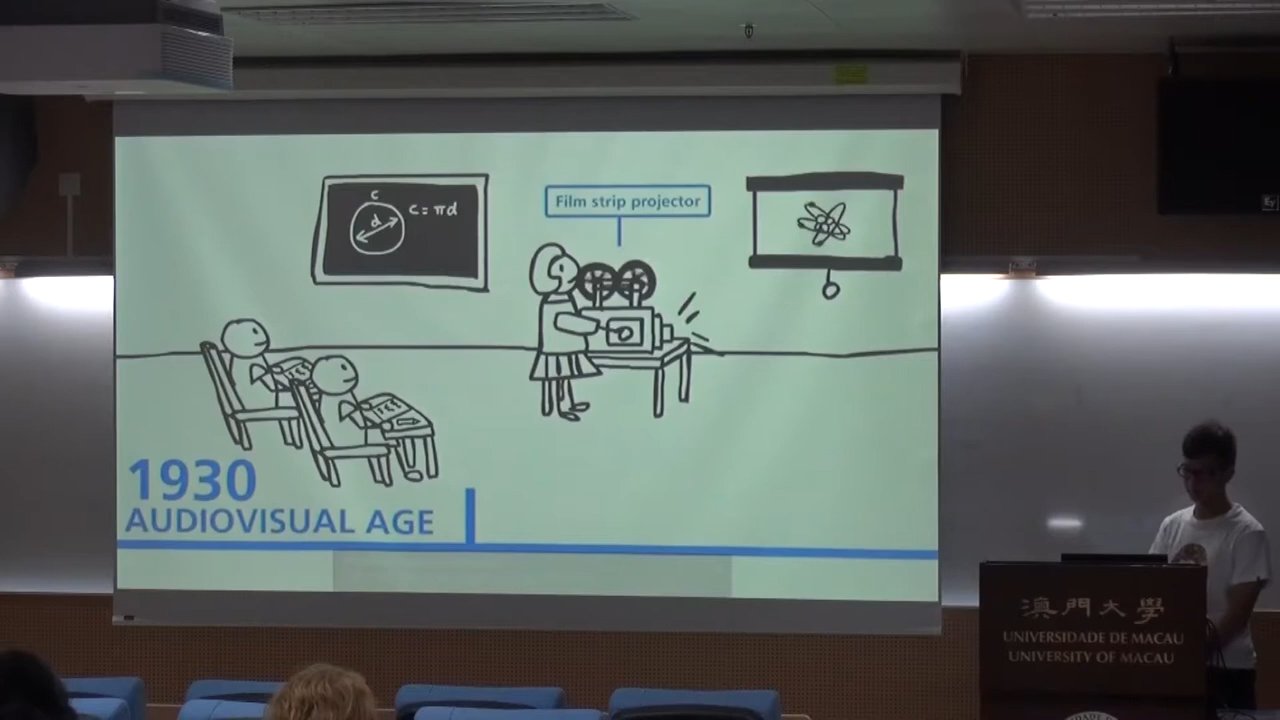 c
d
c = πd
Film strip projector
1930
AUDIOVISUAL AGE
澳門大學
UNIVERSIDADE DE MACAU
UNIVERSITY OF MACAU